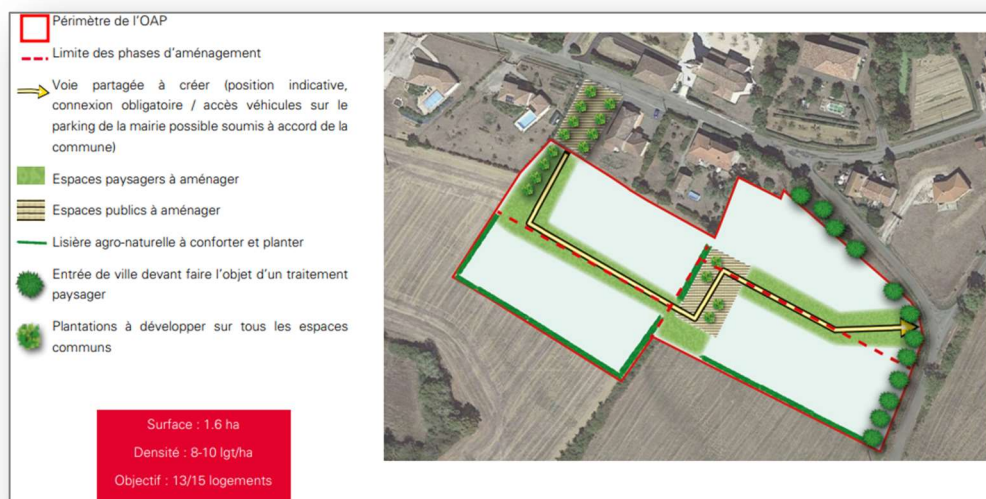 Périmètre de l'OAP
Limite des phases d'aménagement
Voie partagée à créer (position indicative,
connexion obligatoire / accès véhicules sur le
parking de la mairie possible soumis à accord de la
commune)
Espaces paysagers à aménager
Espaces publics à aménager
Lisière agro-naturelle à conforter et planter
Entrée de ville devant faire l'objet d'un traitement
paysager
Plantations à développer sur tous les espaces
communs
Surface : 1.6 ha
Densité : 8-10 lgt/ha
Objectif : 13/15 logements